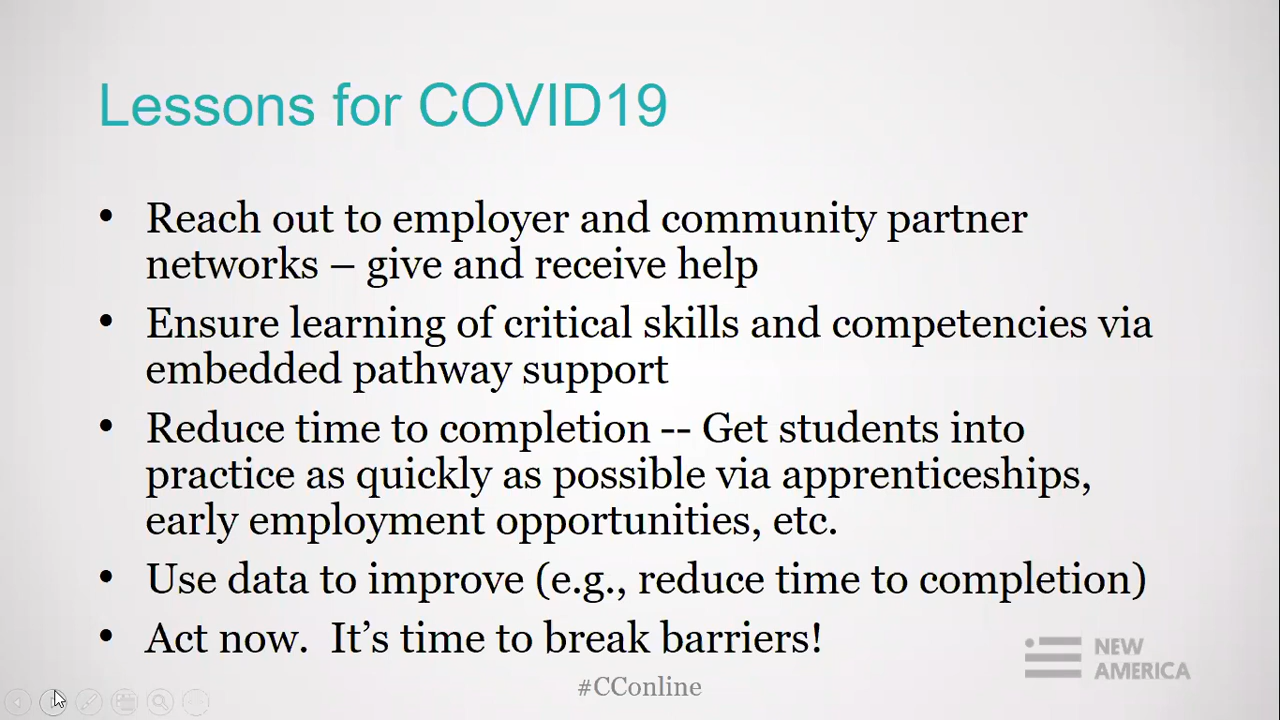 Lessons for COVID19
• Reach out to employer and community partner
networks – give and receive help
• Ensure learning of critical skills and competencies via
embedded pathway support
• Reduce time to completion -- Get students into
practice as quickly as possible via apprenticeships,
early employment opportunities, etc.
• Use data to improve (e.g., reduce time to completion)
• Act now.  It’s time to break barriers!
NEW
AMERICA
#CConline